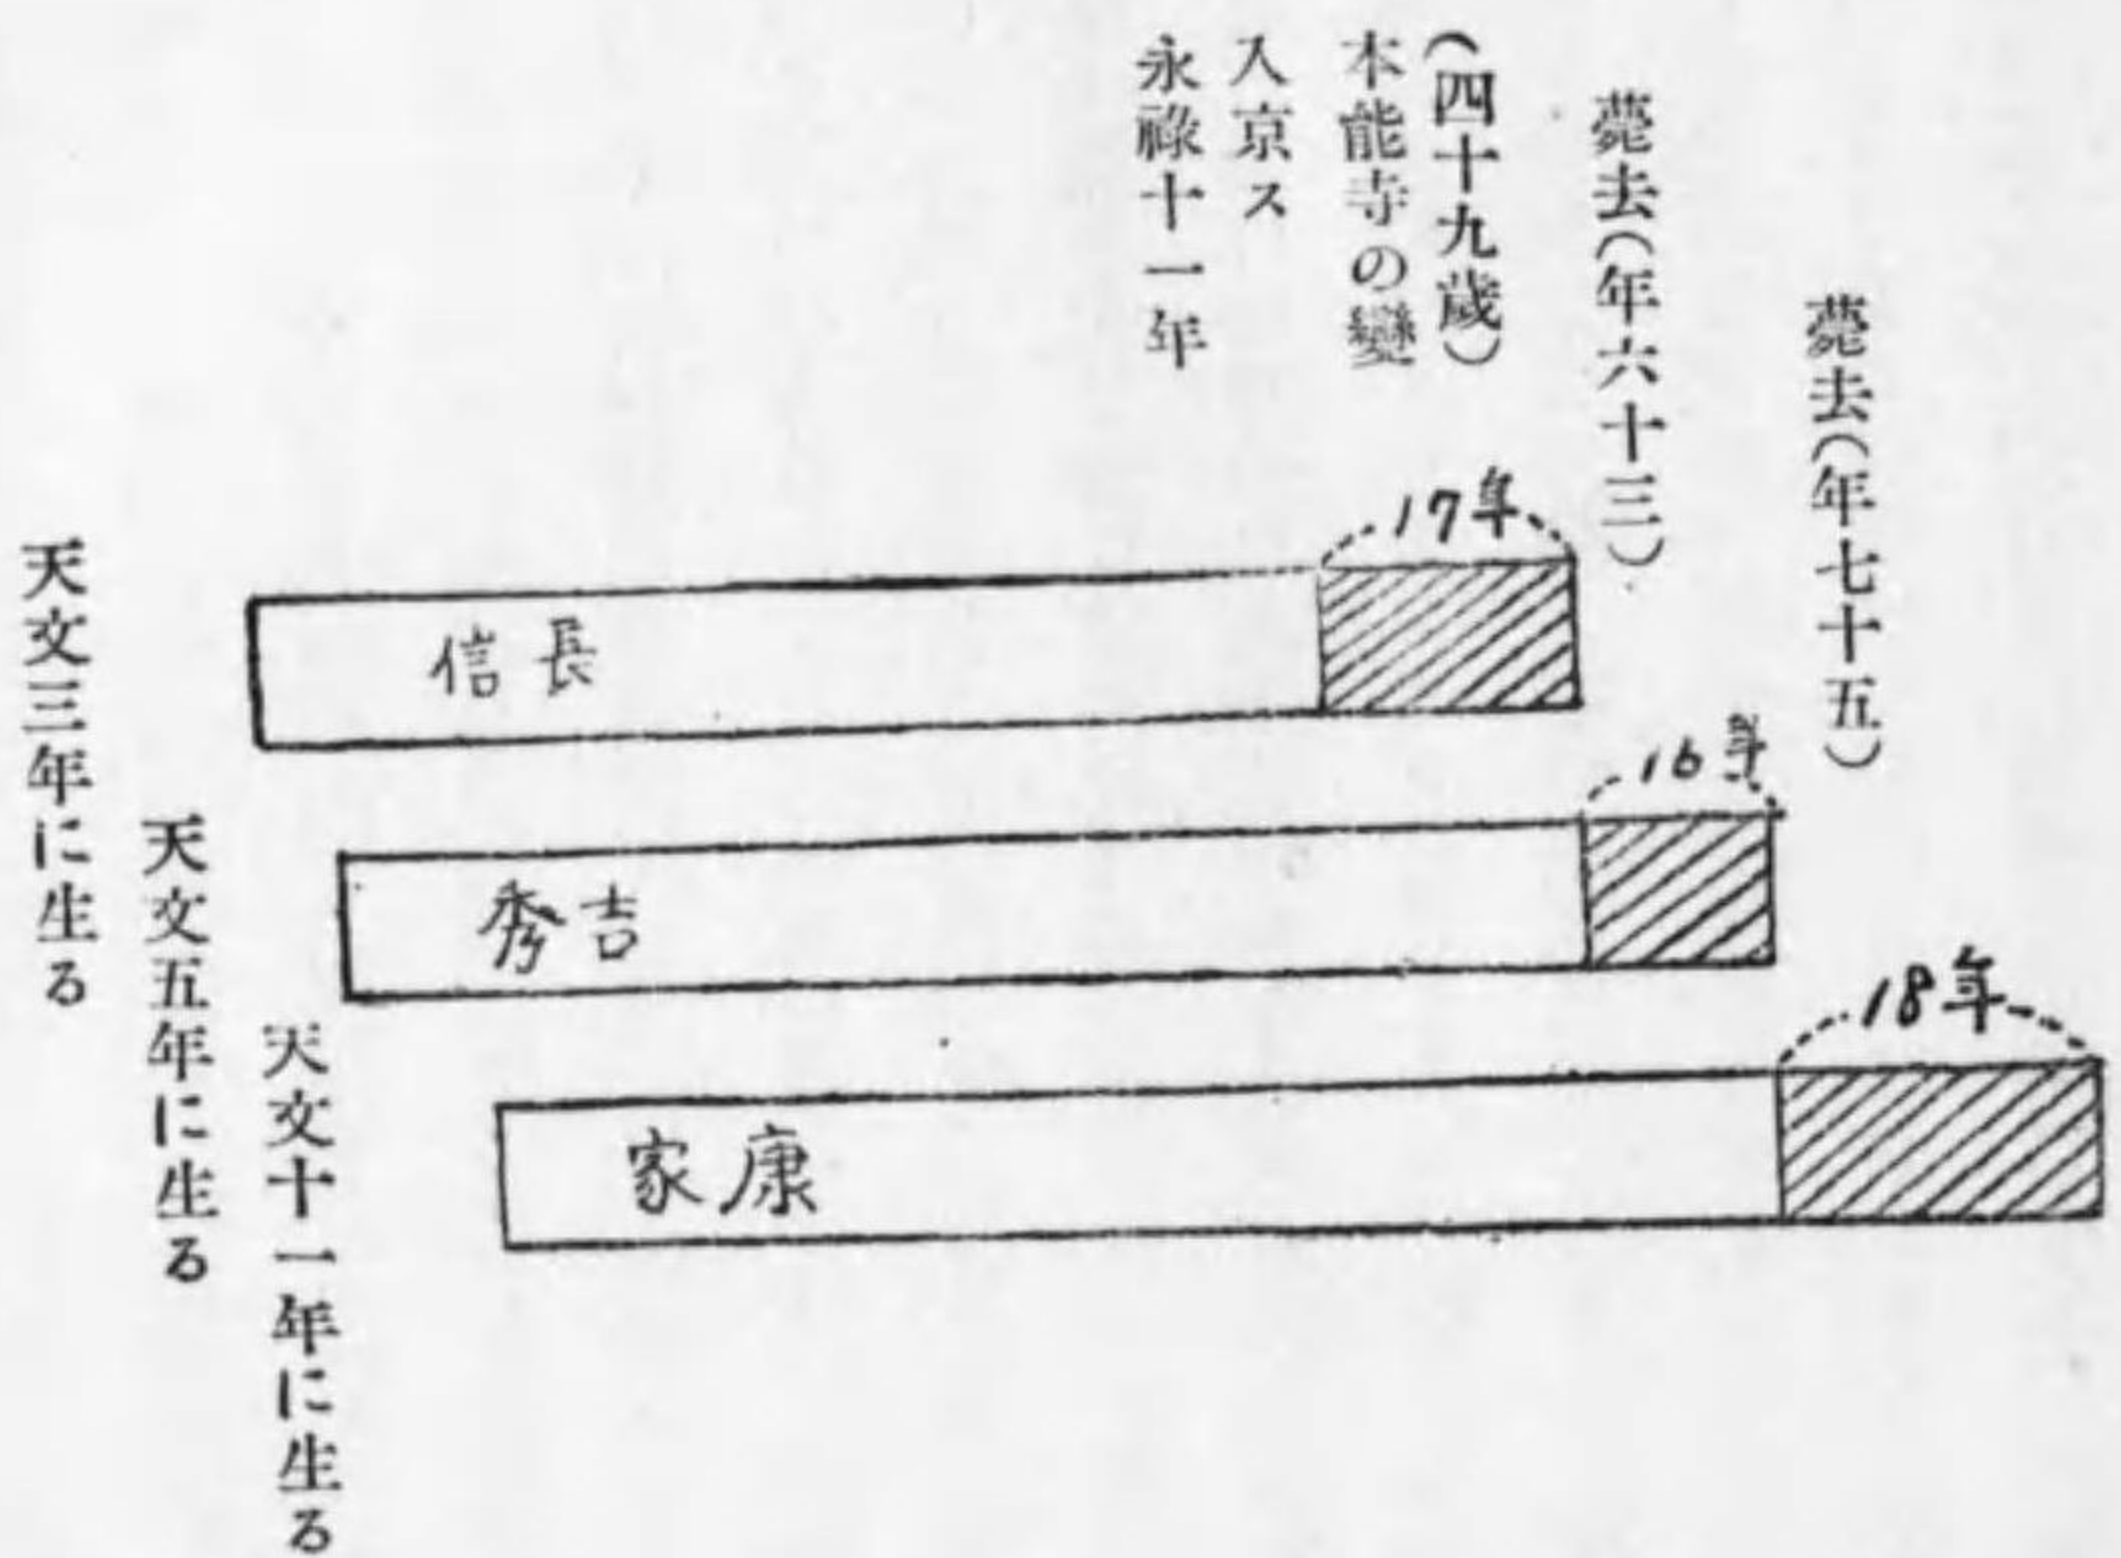 薨去(年七十五)
薨去(年六十三)
(四十九歲)
本能寺の變
入京ス
永祿十一年
17年
信長
16年
秀吉
18年
家康
天文十一年に生る
天文五年に生る
天文三年に生る